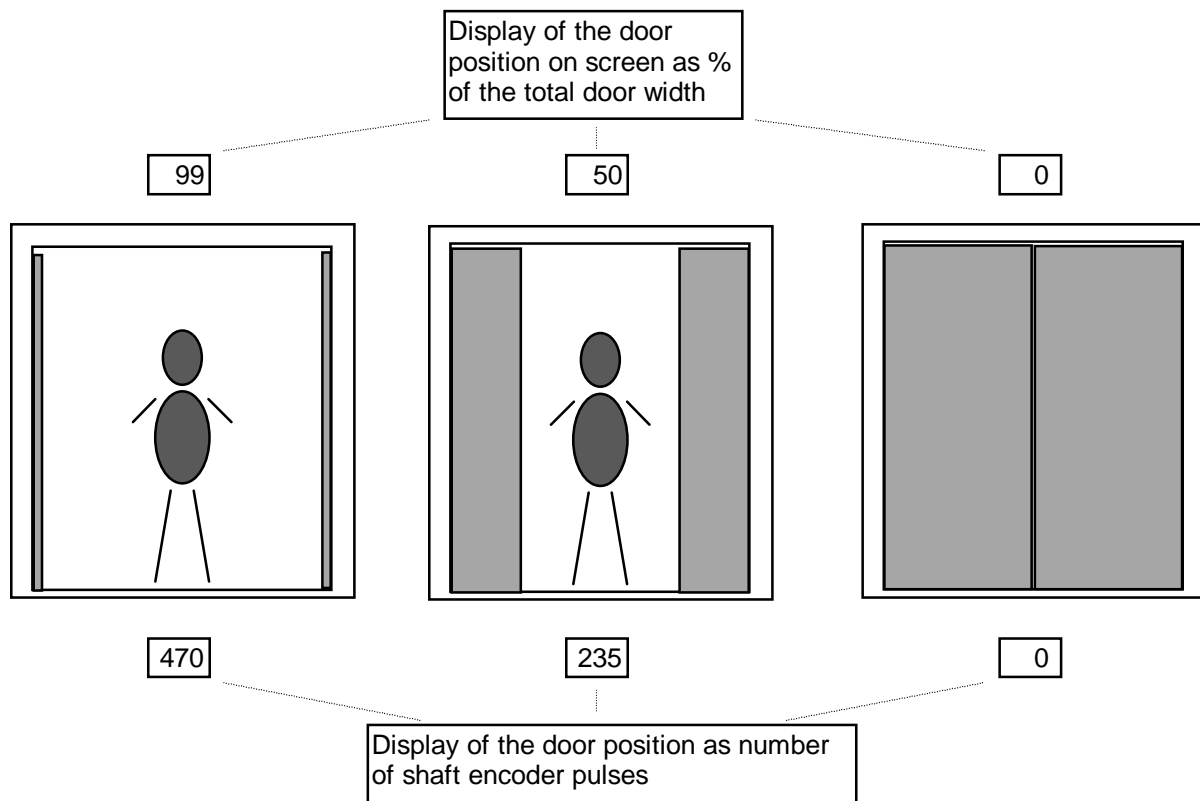 Display of the door
position on screen as %
of the total door width
99
50
0
470
235
0
Display of the door position as number
of shaft encoder pulses